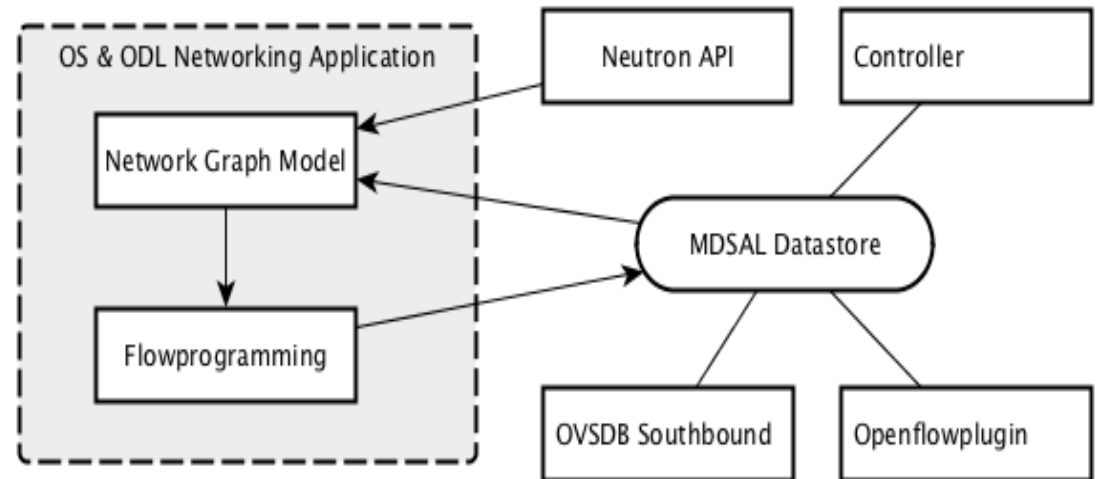 OS & ODL Networking Application
Neutron API
Controller
Network Graph Model
MDSAL Datastore
Flowprogramming
OVSDB Southbound
Openflowplugin